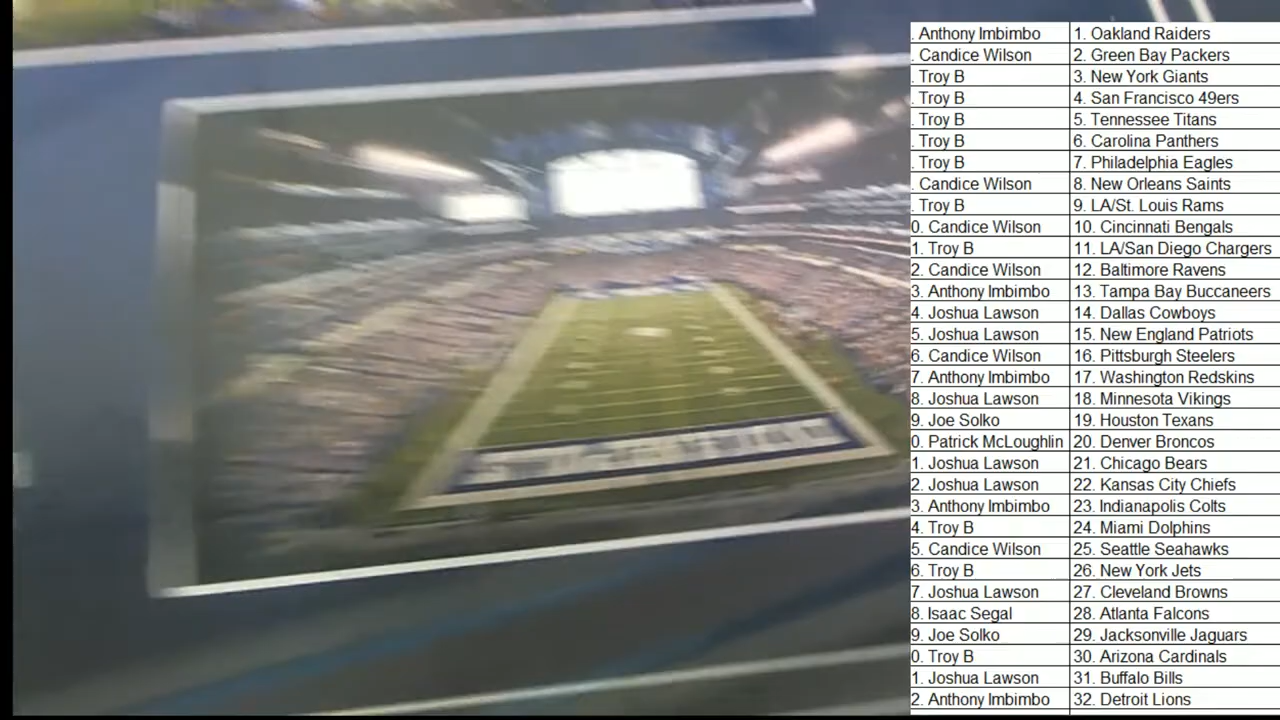 . Anthony Imbimbo 1. Oakland Raiders
. Candice Wilson 2. Green Bay Packers
. Troy B 3. New York Giants
. Troy B 4. San Francisco 49ers
. Troy B 5. Tennessee Titans
. Troy B 6. Carolina Panthers
. Troy B 7. Philadelphia Eagles
. Candice Wilson 8. New Orleans Saints
. Troy B 9. LA/St. Louis Rams
0. Candice Wilson 10. Cincinnati Bengals
1. Troy B 11. LA/San Diego Chargers
2. Candice Wilson 12. Baltimore Ravens
3. Anthony Imbimbo 13. Tampa Bay Buccaneers
4. Joshua Lawson 14. Dallas Cowboys
5. Joshua Lawson 15. New England Patriots
6. Candice Wilson 16. Pittsburgh Steelers
7. Anthony Imbimbo 17. Washington Redskins
8. Joshua Lawson 18. Minnesota Vikings
9. Joe Solko 19. Houston Texans
0. Patrick McLoughlin 20. Denver Broncos
1. Joshua Lawson 21. Chicago Bears
2. Joshua Lawson 22. Kansas City Chiefs
3. Anthony Imbimbo 23. Indianapolis Colts
4. Troy B 24. Miami Dolphins
5. Candice Wilson 25. Seattle Seahawks
6. Troy B 26. New York Jets
7. Joshua Lawson 27. Cleveland Browns
8. Isaac Segal 28. Atlanta Falcons
9. Joe Solko 29. Jacksonville Jaguars
0. Troy B 30. Arizona Cardinals
1. Joshua Lawson 31. Buffalo Bills
2. Anthony Imbimbo 32. Detroit Lions